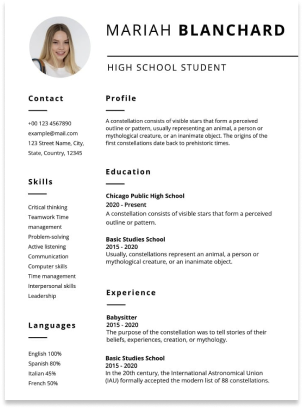 MARIAH BLANCHARD
HIGH SCHOOL STUDENT
Contact
+00 123 4567890
example@mail.com
123 Street Name, City,
State, Country, 12345
Skills
Critical thinking
Teamwork Time
management
Problem-solving
Active listening
Communication
Computer skills
Time management
Interpersonal skills
Leadership
Languages
English 100%
Spanish 80%
Italian 45%
French 50%
Profile
A constellation consists of visible stars that form a perceived
outline or pattern, usually representing an animal, a person or
mythological creature, or an inanimate object. The origins of the
first constellations date back to prehistoric times.
Education
Chicago Public High School
2020 - Present
A constellation consists of visible stars that form a perceived
outline or pattern.
Basic Studies School
2015 - 2020
Usually, constellations represent an animal, a person or
mythological creature, or an inanimate object.
Experience
Babysitter
2015 - 2020
The purpose of the constellation was to tell stories of their
beliefs, experiences, creation, or mythology.
Basic Studies School
2015 - 2020
In the 20th century, the International Astronomical Union
(IAU) formally accepted the modern list of 88 constellations.